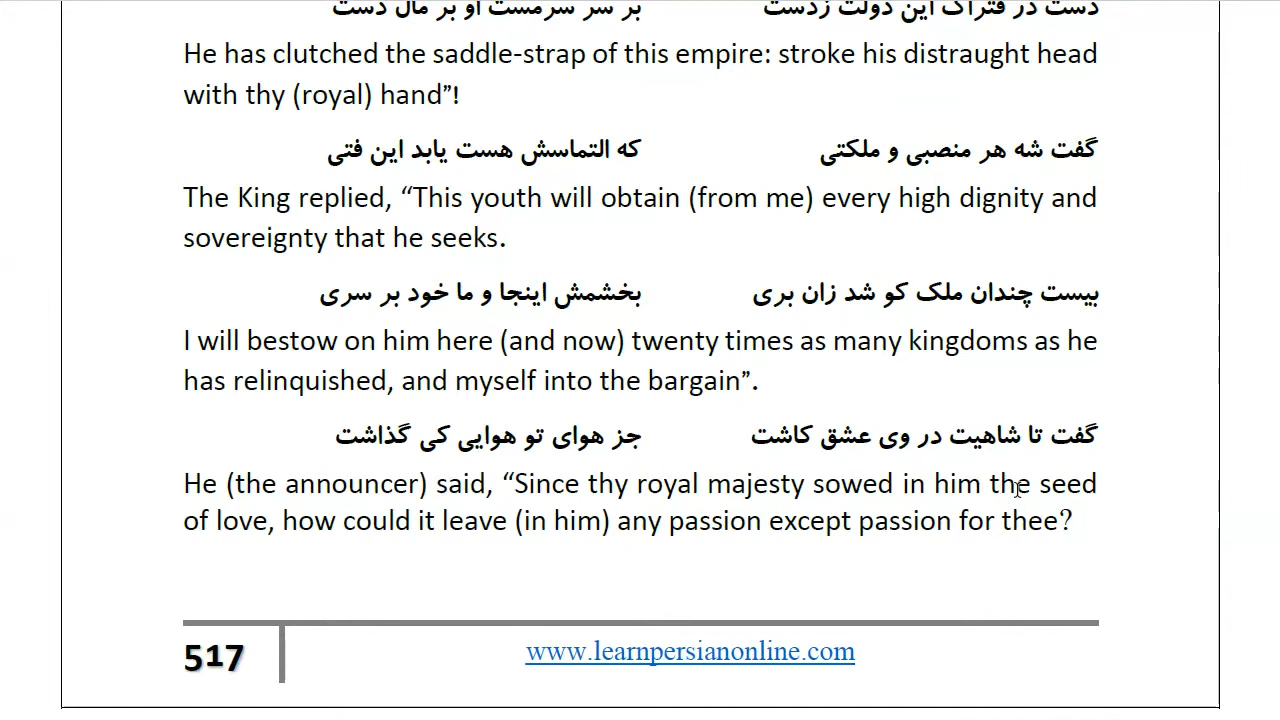 دست در فتراک این دولت زدست بر سر سرمست او بر مال دست
He has clutched the saddle-strap of this empire: stroke his distraught head
with thy (royal) hand”!
گفت شه هر منصبی و ملکتی که التماسش هست یابد این فتی
The King replied, “This youth will obtain (from me) every high dignity and
sovereignty that he seeks.
بیست چندان ملک کو شد زان بری بخشمش اینجا و ما خود بر سری
I will bestow on him here (and now) twenty times as many kingdoms as he
has relinquished, and myself into the bargain”.
گفت تا شاهیت در وی عشق کاشت جز هوای تو هوایی کی گذاشت
He (the announcer) said, “Since thy royal majesty sowed in him the seed
of love, how could it leave (in him) any passion except passion for thee?
517 www.learnpersianonline.com